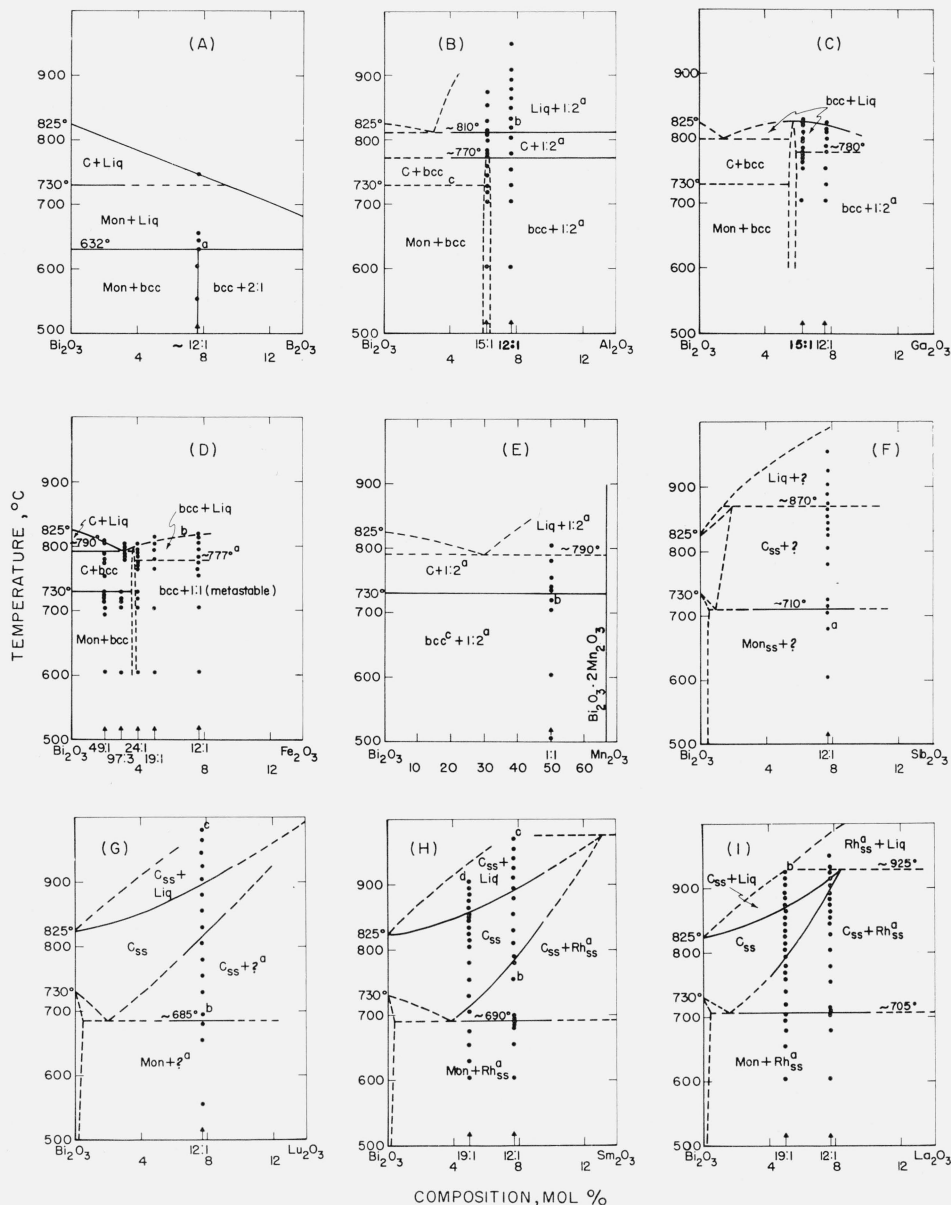 (A)
900
825°
800
C+Liq
730°
700
Mon+Liq
632°
a
600
Mon+bcc
bcc+2:1
500
Bi₂O₃
4
~ 12:1
8
12
B₂O₃
(B)
900
Liq+1:2ᵃ
b
825°
~810°
800
C+1:2ᵃ
~770°
C+bcc
c
730°
700
bcc+1:2ᵃ
Mon+bcc
600
500
Bi₂O₃
4
15:1
12:1
8
12
Al₂O₃
(C)
900
bcc+Liq
825°
800
~780°
C+bcc
730°
700
bcc+1:2ᵃ
Mon+bcc
600
500
Bi₂O₃
4
15:1
12:1
8
12
Ga₂O₃
TEMPERATURE, °C
(D)
900
C+Liq
bcc+Liq
b
825°
800
~790°
~777°ᵃ
C+bcc
730°
bcc+1:1 (metastable)
700
Mon+bcc
600
500
Bi₂O₃
49:1
97:3
24:1
4
19:1
12:1
8
12
Fe₂O₃
(E)
900
825°
Liq+1:2ᵃ
800
~790°
C+1:2ᵃ
730°
b
700
bccᶜ+1:2ᵃ
Bi₂O₃·2Mn₂O₃
600
500
Bi₂O₃
1:1
Mn₂O₃
10 20 30 40 50 60
(F)
Liq+?
900
~870°
825°
800
Css+?
730°
~710°
700
a
Monss+?
600
500
Bi₂O₃
4
12:1
8
12
Sb₂O₃
(G)
c
Css+
Liq
900
825°
800
Css
Css+?ᵃ
730°
700
~685°
b
Mon+?ᵃ
600
500
Bi₂O₃
4
12:1
8
12
Lu₂O₃
(H)
c
Css+
Liq
d
900
825°
800
Css
Css+Rhᵃss
b
730°
700
~690°
Mon+Rhᵃss
600
500
Bi₂O₃
4
19:1
12:1
8
12
Sm₂O₃
(I)
Rhᵃss+Liq
b
~925°
Css+Liq
900
825°
800
Css
Css+Rhᵃss
730°
700
~705°
Mon+Rhᵃss
600
500
Bi₂O₃
4
19:1
12:1
8
12
La₂O₃
COMPOSITION, MOL %